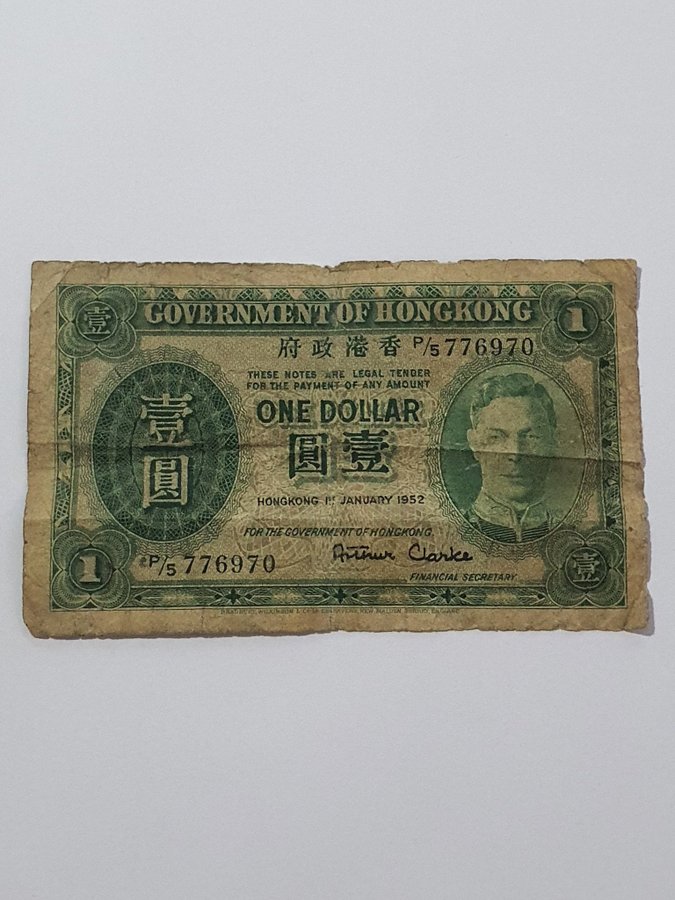 壹
GOVERNMENT OF HONGKONG
1
府政港香 P/5 776970
THESE NOTES ARE LEGAL TENDER
FOR THE PAYMENT OF ANY AMOUNT
ONE DOLLAR
圓壹
壹圓
HONGKONG 1ST JANUARY 1952
FOR THE GOVERNMENT OF HONGKONG
Arthur Clarke
FINANCIAL SECRETARY
1
P/5 776970
壹